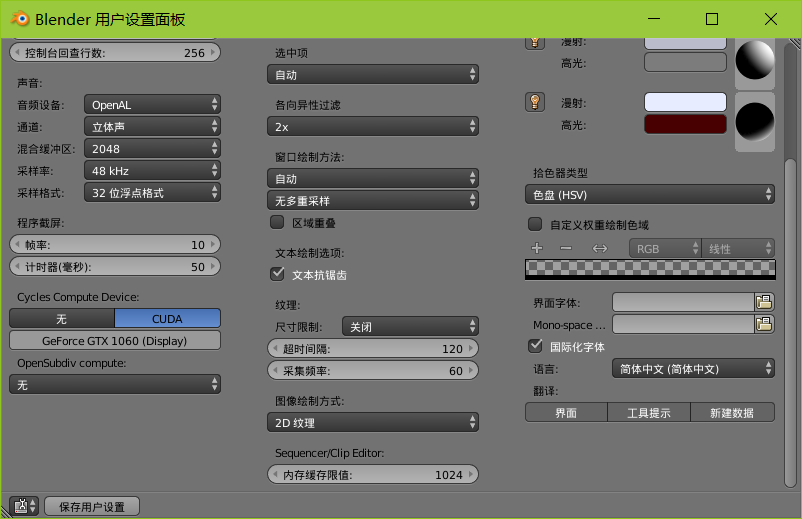 Blender 用户设置面板
控制台回查行数: 256
声音:
音频设备: OpenAL
通道: 立体声
混合缓冲区: 2048
采样率: 48 kHz
采样格式: 32 位浮点格式
程序截屏:
帧率: 10
计时器(毫秒): 50
Cycles Compute Device:
无 CUDA
GeForce GTX 1060 (Display)
OpenSubdiv compute:
无
选中项
自动
各向异性过滤
2x
窗口绘制方法:
自动
无多重采样
区域重叠
文本绘制选项:
文本抗锯齿
纹理:
尺寸限制: 关闭
超时间隔: 120
采集频率: 60
图像绘制方式:
2D 纹理
Sequencer/Clip Editor:
内存缓存限值: 1024
漫射:
高光:
漫射:
高光:
拾色器类型
色盘 (HSV)
自定义权重绘制色域
RGB 线性
界面字体:
Mono-space ...
国际化字体
语言: 简体中文 (简体中文)
翻译:
界面 工具提示 新建数据
保存用户设置